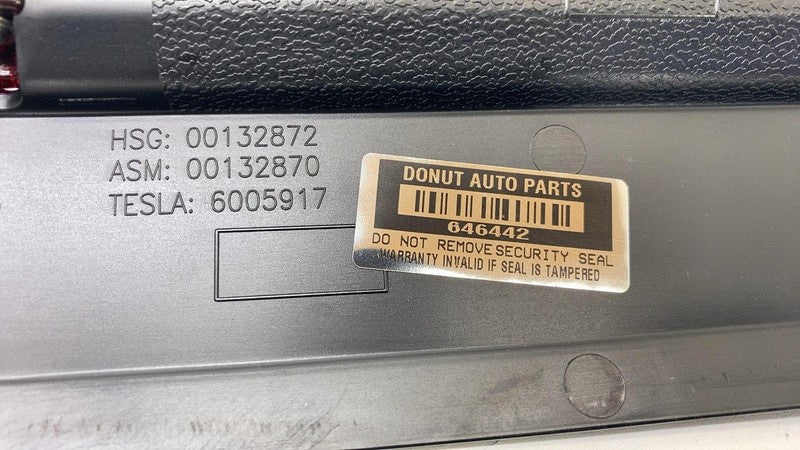 HSG: 00132872
ASM: 00132870
TESLA: 6005917
DONUT AUTO PARTS
646442
DO NOT REMOVE SECURITY SEAL
WARRANTY INVALID IF SEAL IS TAMPERED